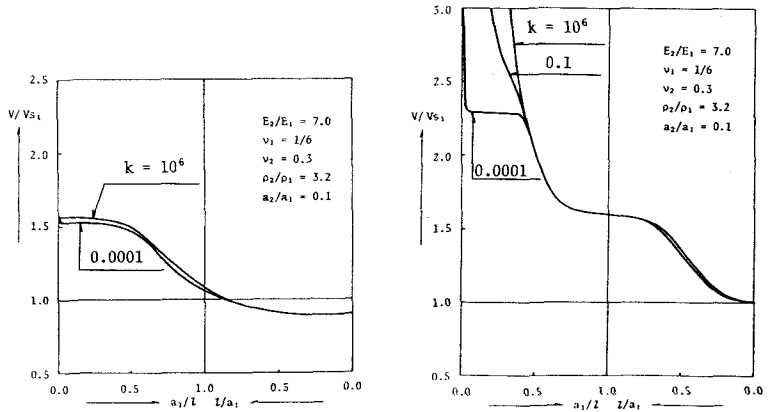 2.5
V/Vs₁
2.0
1.5
1.0
0.5
k = 10⁶
0.0001
E₂/E₁ = 7.0
ν₁ = 1/6
ν₂ = 0.3
ρ₂/ρ₁ = 3.2
a₂/a₁ = 0.1
0.0 0.5 1.0 0.5 0.0
a₁/l l/a₁
3.0
2.5
V/Vs₁
2.0
1.5
1.0
0.5
k = 10⁶
0.1
0.0001
E₂/E₁ = 7.0
ν₁ = 1/6
ν₂ = 0.3
ρ₂/ρ₁ = 3.2
a₂/a₁ = 0.1
0.0 0.5 1.0 0.5 0.0
a₁/l l/a₁